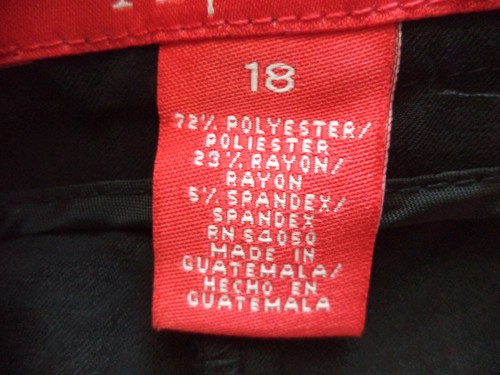 18
72% POLYESTER/
POLIESTER
23% RAYON/
RAYON
5% SPANDEX/
SPANDEX
RN 54050
MADE IN
GUATEMALA/
HECHO EN
GUATEMALA